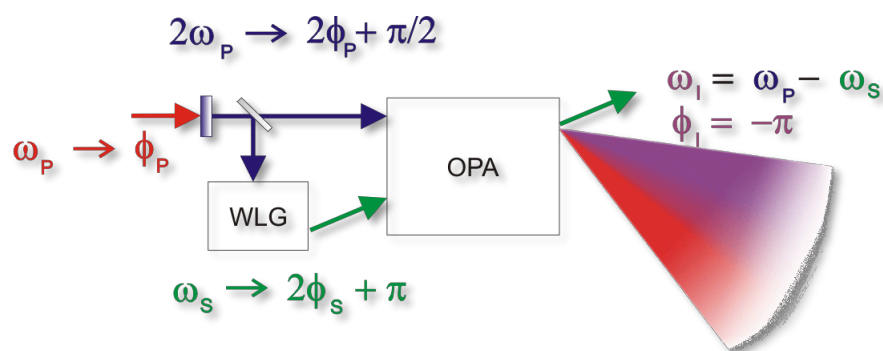 2ω_P → 2ϕ_P + π/2
ω_I = ω_P − ω_S
ϕ_I = −π
ω_P → ϕ_P
OPA
WLG
ω_S → 2ϕ_S + π